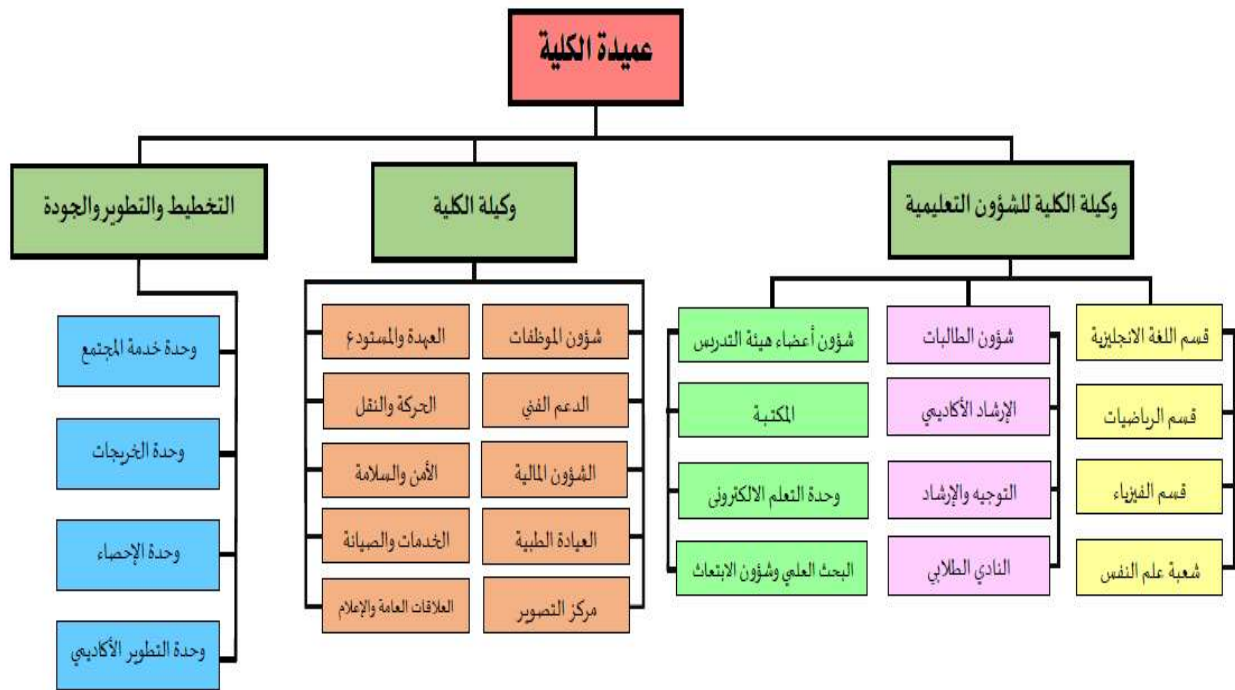 عميدة الكلية
وكيلة الكلية للشؤون التعليمية
وكيلة الكلية
التخطيط والتطوير والجودة
قسم اللغة الانجليزية
قسم الرياضيات
قسم الفيزياء
شعبة علم النفس
شؤون الطالبات
الإرشاد الأكاديمي
التوجيه والإرشاد
النادي الطلابي
شؤون أعضاء هيئة التدريس
المكتبة
وحدة التعلم الالكترونى
البحث العلمي وشؤون الابتعاث
شؤون الموظفات
الدعم الفني
الشؤون المالية
العيادة الطبية
مركز التصوير
العهدة والمستودع
الحركة والنقل
الأمن والسلامة
الخدمات والصيانة
العلاقات العامة والإعلام
وحدة خدمة المجتمع
وحدة الخريجات
وحدة الإحصاء
وحدة التطوير الأكاديمي